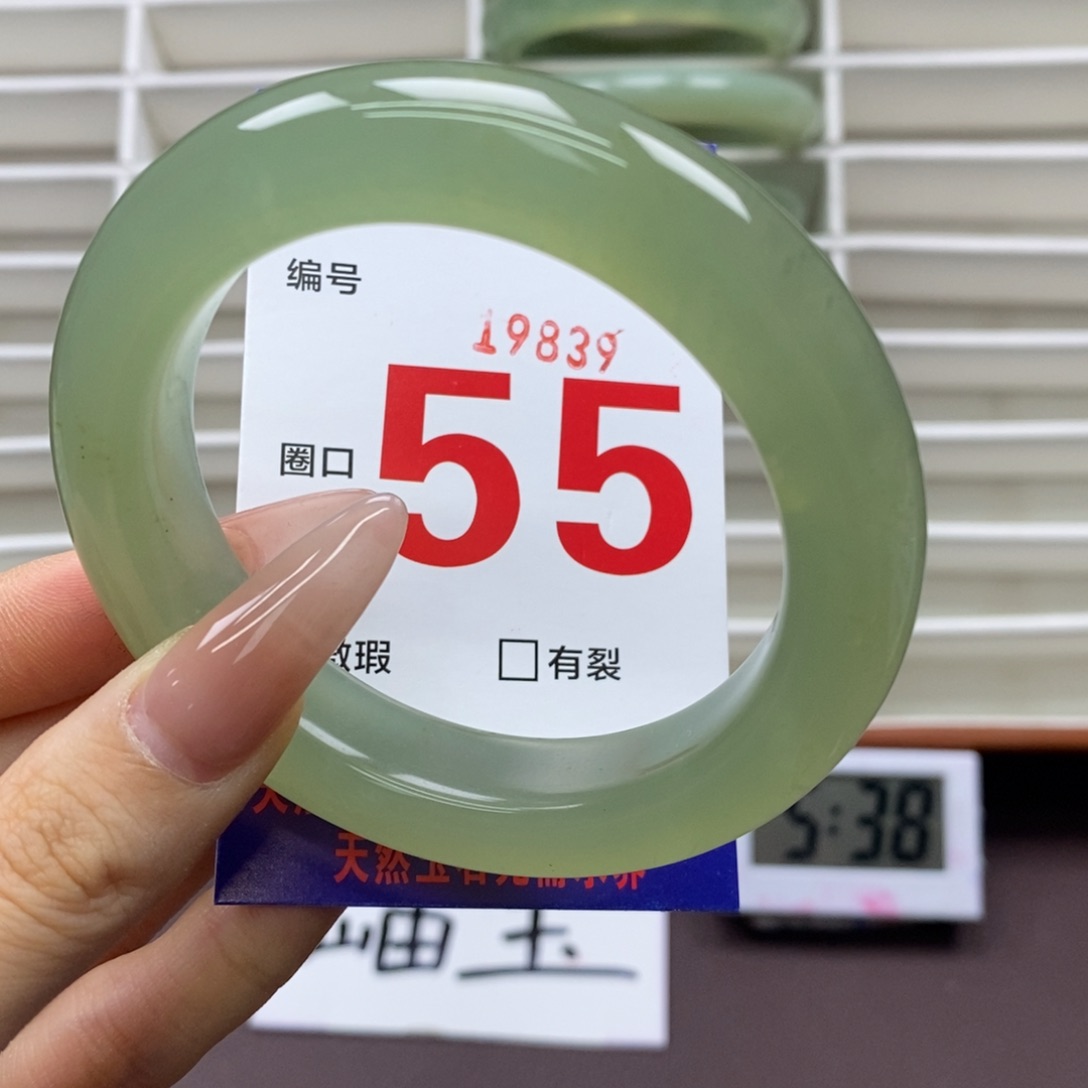 编号
19839
圈口 55
瑕 □有裂
天然玉石
岫玉
5:38